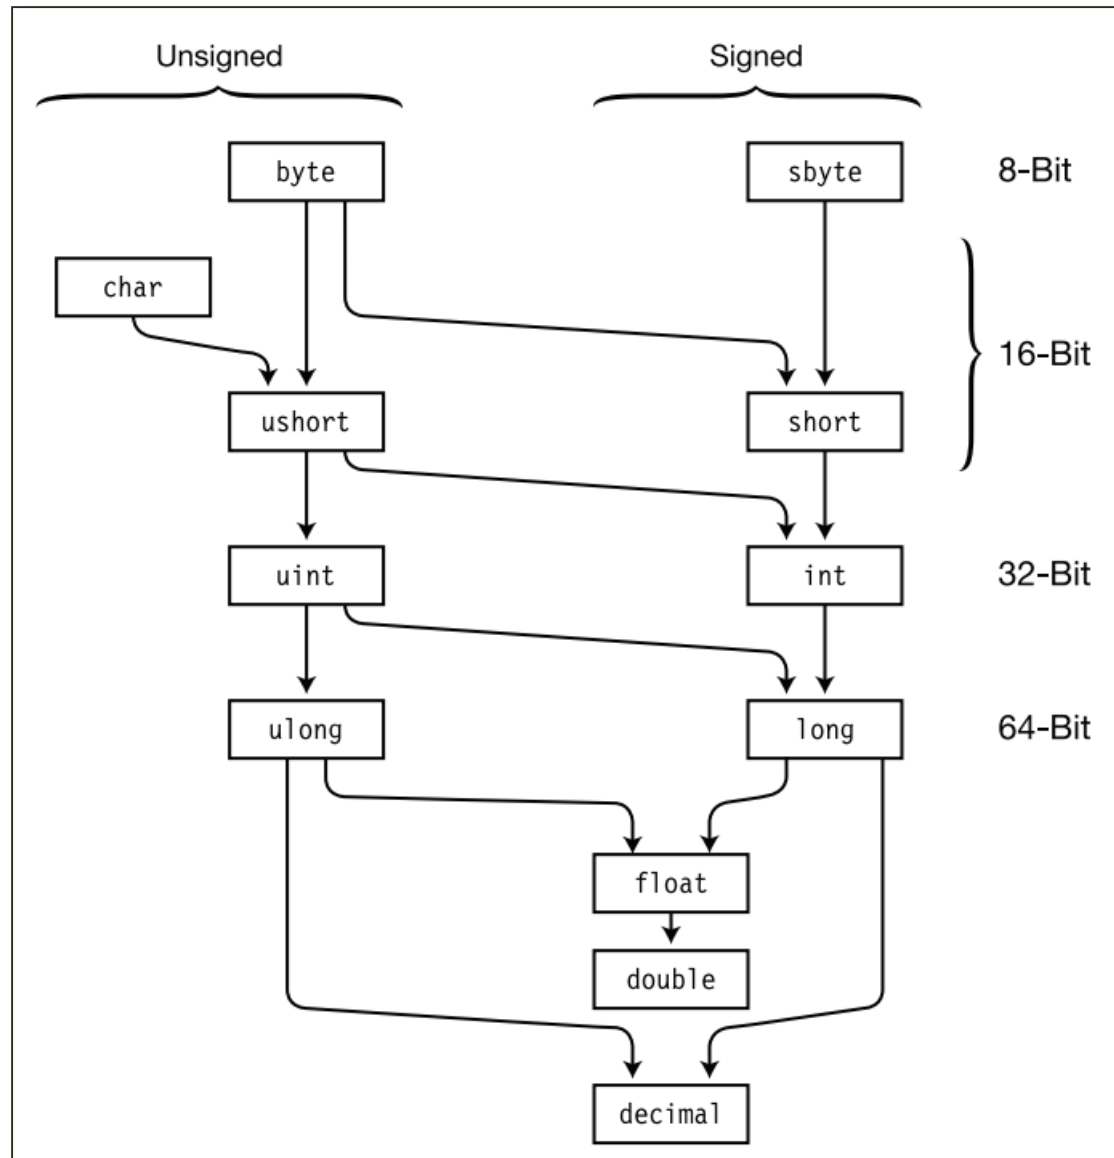 Unsigned
Signed
byte
sbyte
8-Bit
char
16-Bit
ushort
short
uint
int
32-Bit
ulong
long
64-Bit
float
double
decimal